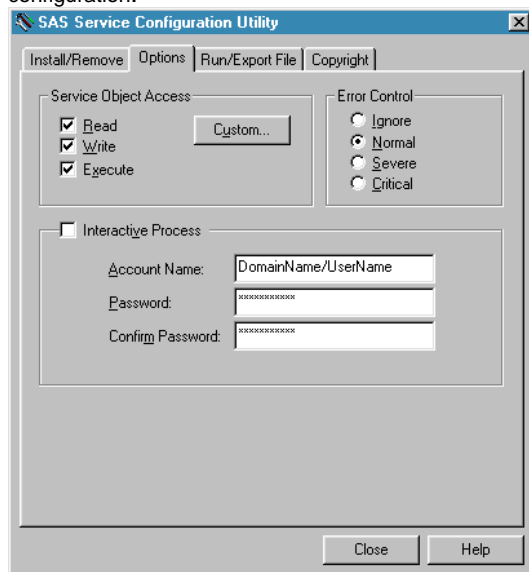 configuration.
SAS Service Configuration Utility
Install/Remove Options Run/Export File Copyright
Service Object Access
Read
Write
Execute
Custom...
Error Control
Ignore
Normal
Severe
Critical
Interactive Process
Account Name: DomainName/UserName
Password: ***********
Confirm Password: ***********
Close Help